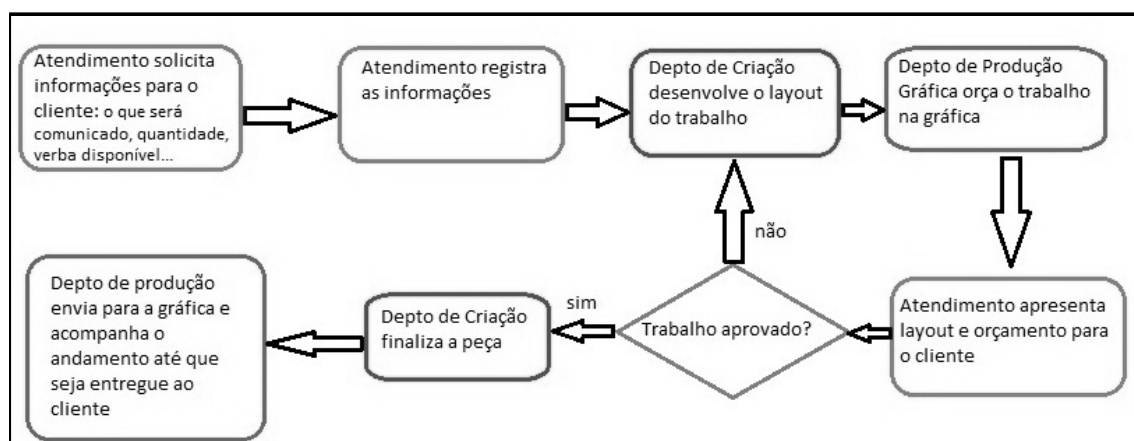 Atendimento solicita
informações para o
cliente: o que será
comunicado, quantidade,
verba disponível...
Atendimento registra
as informações
Depto de Criação
desenvolve o layout
do trabalho
Depto de Produção
Gráfica orça o trabalho
na gráfica
não
Atendimento apresenta
layout e orçamento para
o cliente
Trabalho aprovado?
sim
Depto de Criação
finaliza a peça
Depto de produção
envia para a gráfica e
acompanha o
andamento até que
seja entregue ao
cliente